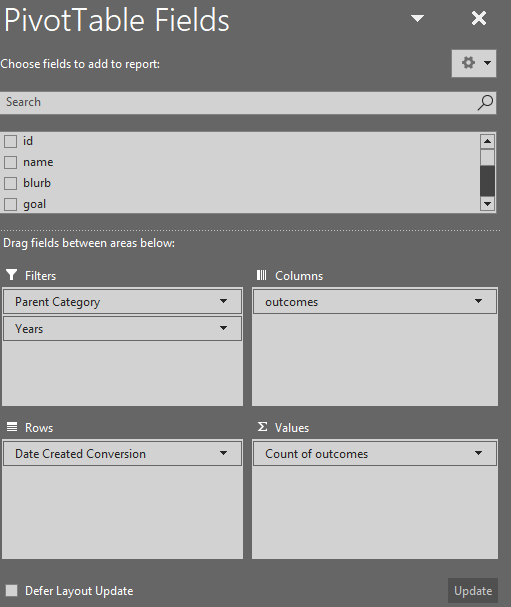 PivotTable Fields
Choose fields to add to report:
Search
id
name
blurb
goal
Drag fields between areas below:
Filters
Columns
Parent Category
outcomes
Years
Rows
Σ Values
Date Created Conversion
Count of outcomes
Defer Layout Update
Update